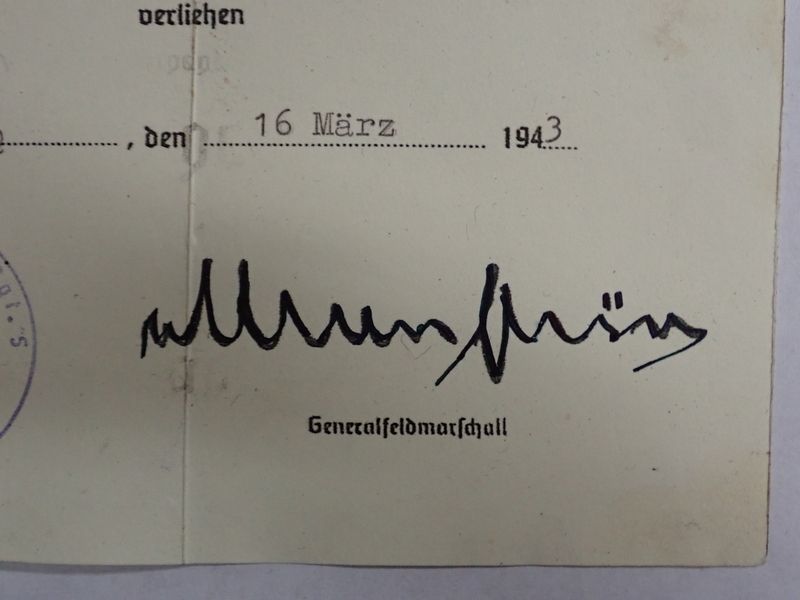 verliehen
, den 16 März 1943
Generalfeldmarschall